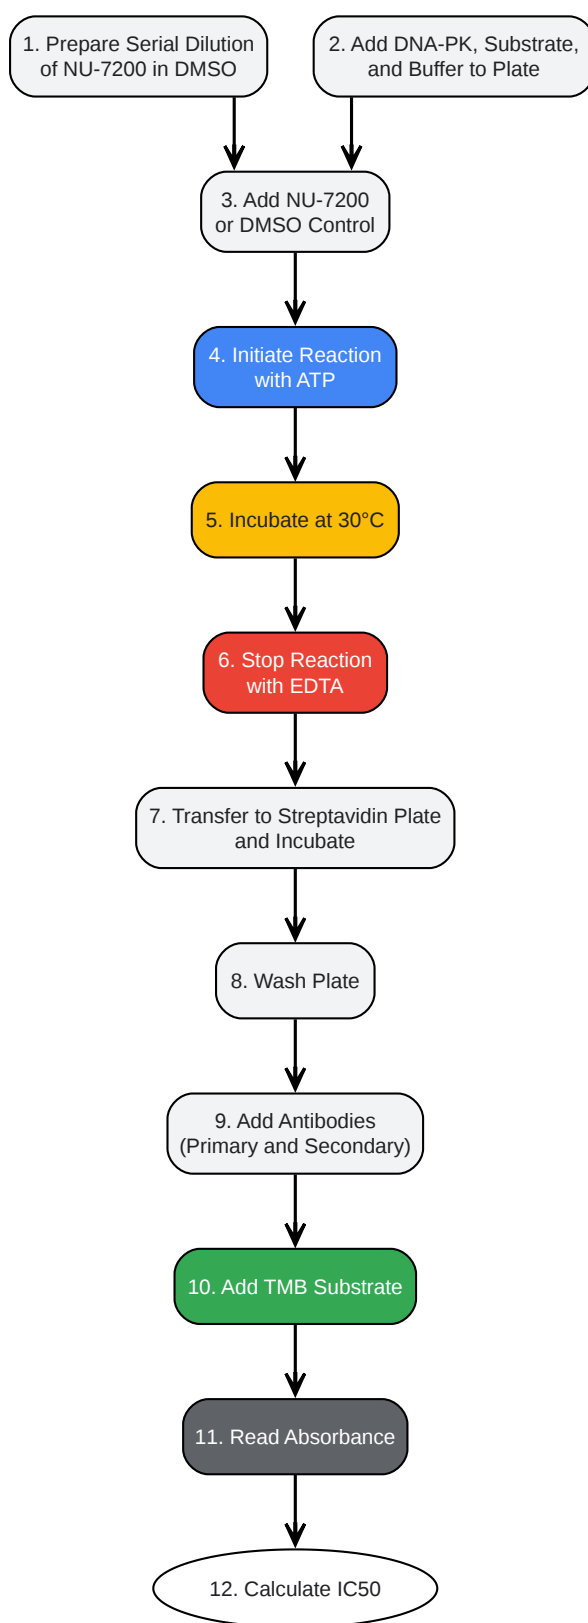 1. Prepare Serial Dilution
of NU-7200 in DMSO
2. Add DNA-PK, Substrate,
and Buffer to Plate
3. Add NU-7200
or DMSO Control
4. Initiate Reaction
with ATP
5. Incubate at 30°C
6. Stop Reaction
with EDTA
7. Transfer to Streptavidin Plate
and Incubate
8. Wash Plate
9. Add Antibodies
(Primary and Secondary)
10. Add TMB Substrate
11. Read Absorbance
12. Calculate IC50